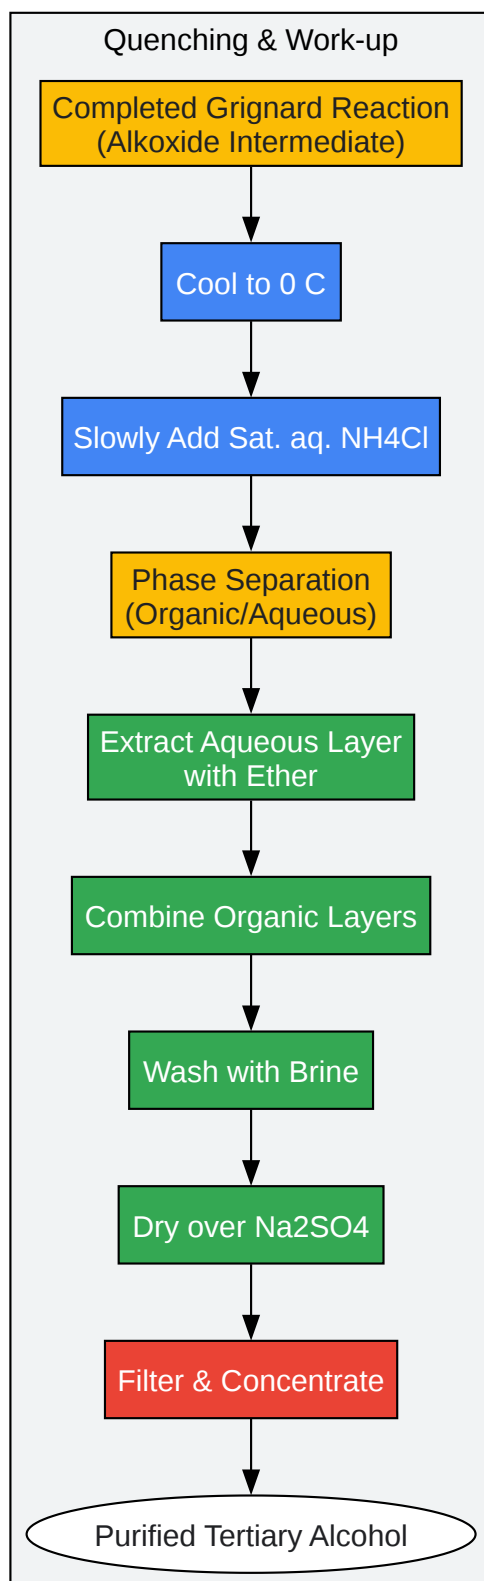 Quenching & Work-up
Completed Grignard Reaction
(Alkoxide Intermediate)
Cool to 0 C
Slowly Add Sat. aq. NH4Cl
Phase Separation
(Organic/Aqueous)
Extract Aqueous Layer
with Ether
Combine Organic Layers
Wash with Brine
Dry over Na2SO4
Filter & Concentrate
Purified Tertiary Alcohol